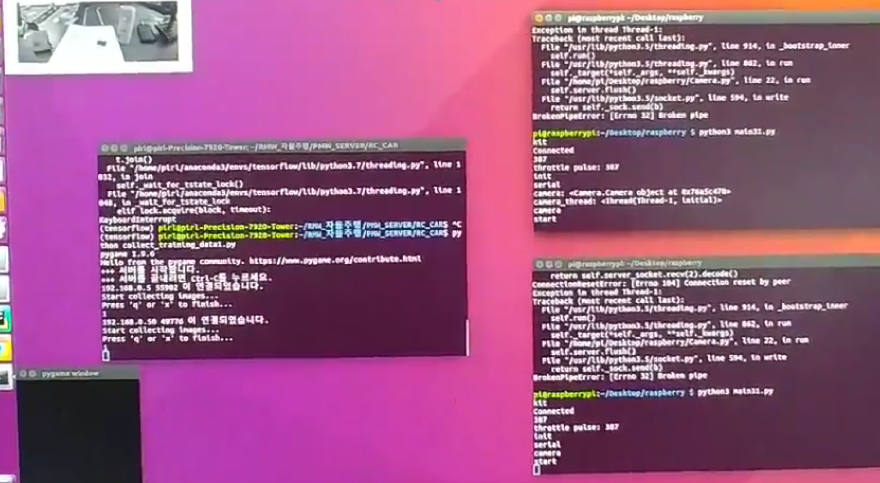 piri@piri-Precision-7920-Tower: ~/RMW_자율주행/PMW_SERVER/RC_CAR
t.join()
File "/home/piri/anaconda3/envs/tensorflow/lib/python3.7/threading.py", line 1
032, in join
self._wait_for_tstate_lock()
File "/home/piri/anaconda3/envs/tensorflow/lib/python3.7/threading.py", line 1
048, in _wait_for_tstate_lock
elif lock.acquire(block, timeout):
KeyboardInterrupt
(tensorflow) piri@piri-Precision-7920-Tower:~/RMW_자율주행/PMW_SERVER/RC_CAR$ ^C
(tensorflow) piri@piri-Precision-7920-Tower:~/RMW_자율주행/PMW_SERVER/RC_CAR$ py
thon collect_training_data1.py
pygame 1.9.6
Hello from the pygame community. https://www.pygame.org/contribute.html
+++ 서버를 시작합니다.
+++ 서버를 끝내려면 Ctrl-C를 누르세요.
192.168.0.5 55902 이 연결되었습니다.
Start collecting images...
Press 'q' or 'x' to finish...
1
192.168.0.50 49776 이 연결되었습니다.
Start collecting images...
Press 'q' or 'x' to finish...
pygame window
pi@raspberrypi: ~/Desktop/raspberry
Exception in thread Thread-1:
Traceback (most recent call last):
File "/usr/lib/python3.5/threading.py", line 914, in _bootstrap_inner
self.run()
File "/usr/lib/python3.5/threading.py", line 862, in run
self._target(*self._args, **self._kwargs)
File "/home/pi/Desktop/raspberry/Camera.py", line 22, in run
self.server.flush()
File "/usr/lib/python3.5/socket.py", line 594, in write
return self._sock.send(b)
BrokenPipeError: [Errno 32] Broken pipe
pi@raspberrypi:~/Desktop/raspberry $ python3 main31.py
kit
Connected
307
throttle pulse: 307
init
serial
camera: <Camera.Camera object at 0x76a5c470>
camera_thread: <Thread(Thread-1, initial)>
camera
start
pi@raspberrypi: ~/Desktop/raspberry
return self.server_socket.recv(2).decode()
ConnectionResetError: [Errno 104] Connection reset by peer
Exception in thread Thread-1:
Traceback (most recent call last):
File "/usr/lib/python3.5/threading.py", line 914, in _bootstrap_inner
self.run()
File "/usr/lib/python3.5/threading.py", line 862, in run
self._target(*self._args, **self._kwargs)
File "/home/pi/Desktop/raspberry/Camera.py", line 22, in run
self.server.flush()
File "/usr/lib/python3.5/socket.py", line 594, in write
return self._sock.send(b)
BrokenPipeError: [Errno 32] Broken pipe
pi@raspberrypi:~/Desktop/raspberry $ python3 main31.py
kit
Connected
307
throttle pulse: 307
init
serial
camera
start